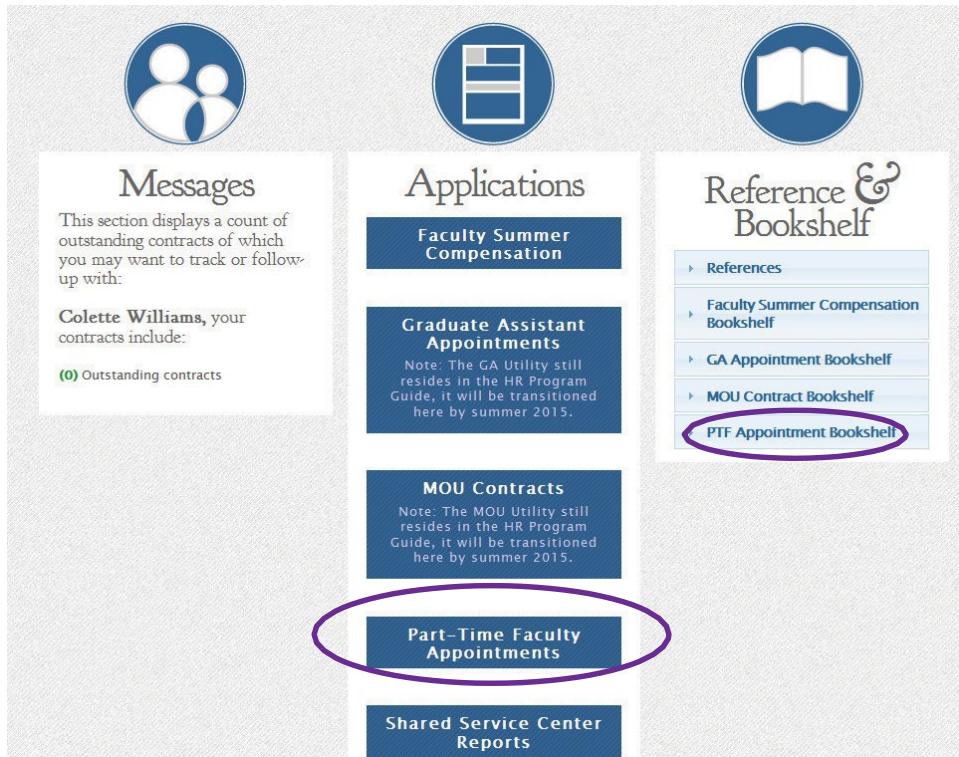 Messages
This section displays a count of
outstanding contracts of which
you may want to track or follow-
up with:
Colette Williams, your
contracts include:
(0) Outstanding contracts
Applications
Faculty Summer
Compensation
Graduate Assistant
Appointments
Note: The GA Utility still
resides in the HR Program
Guide, it will be transitioned
here by summer 2015.
MOU Contracts
Note: The MOU Utility still
resides in the HR Program
Guide, it will be transitioned
here by summer 2015.
Part-Time Faculty
Appointments
Shared Service Center
Reports
Reference &
Bookshelf
References
Faculty Summer Compensation
Bookshelf
GA Appointment Bookshelf
MOU Contract Bookshelf
PTF Appointment Bookshelf